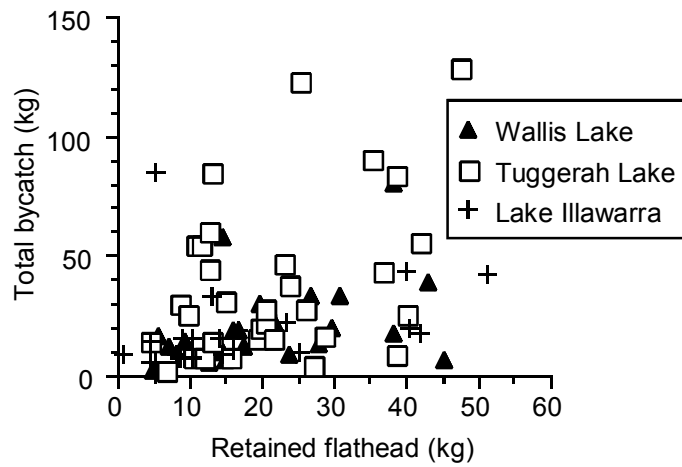 150
100
50
0
Total bycatch (kg)
0 10 20 30 40 50 60
Retained flathead (kg)
Wallis Lake
Tuggerah Lake
Lake Illawarra